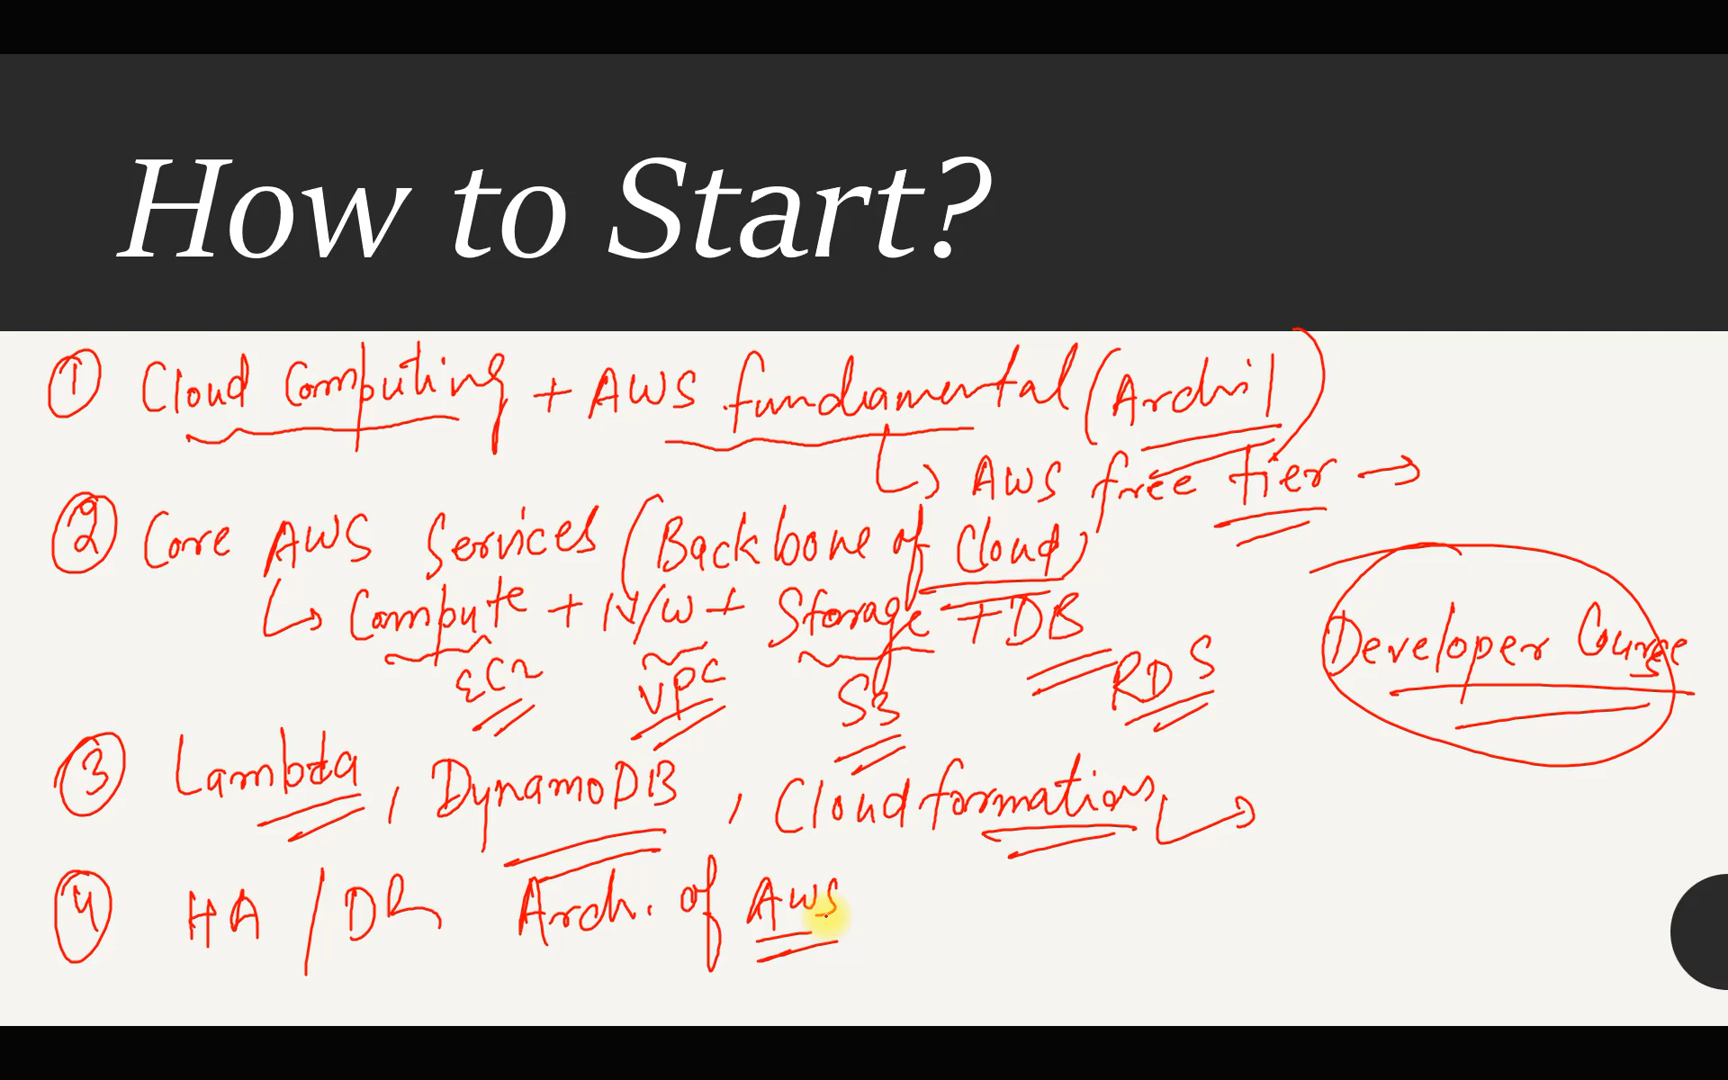 How to Start?
① Cloud Computing + AWS fundamental (Archi)
↳ AWS free tier →
② Core AWS Services (Backbone of Cloud)
↳ Compute + N/W + Storage + DB
EC2 VPC S3 RDS
Developer Course
③ Lambda, DynamoDB, Cloudformation ↳
④ HA / DR Arch. of AWS